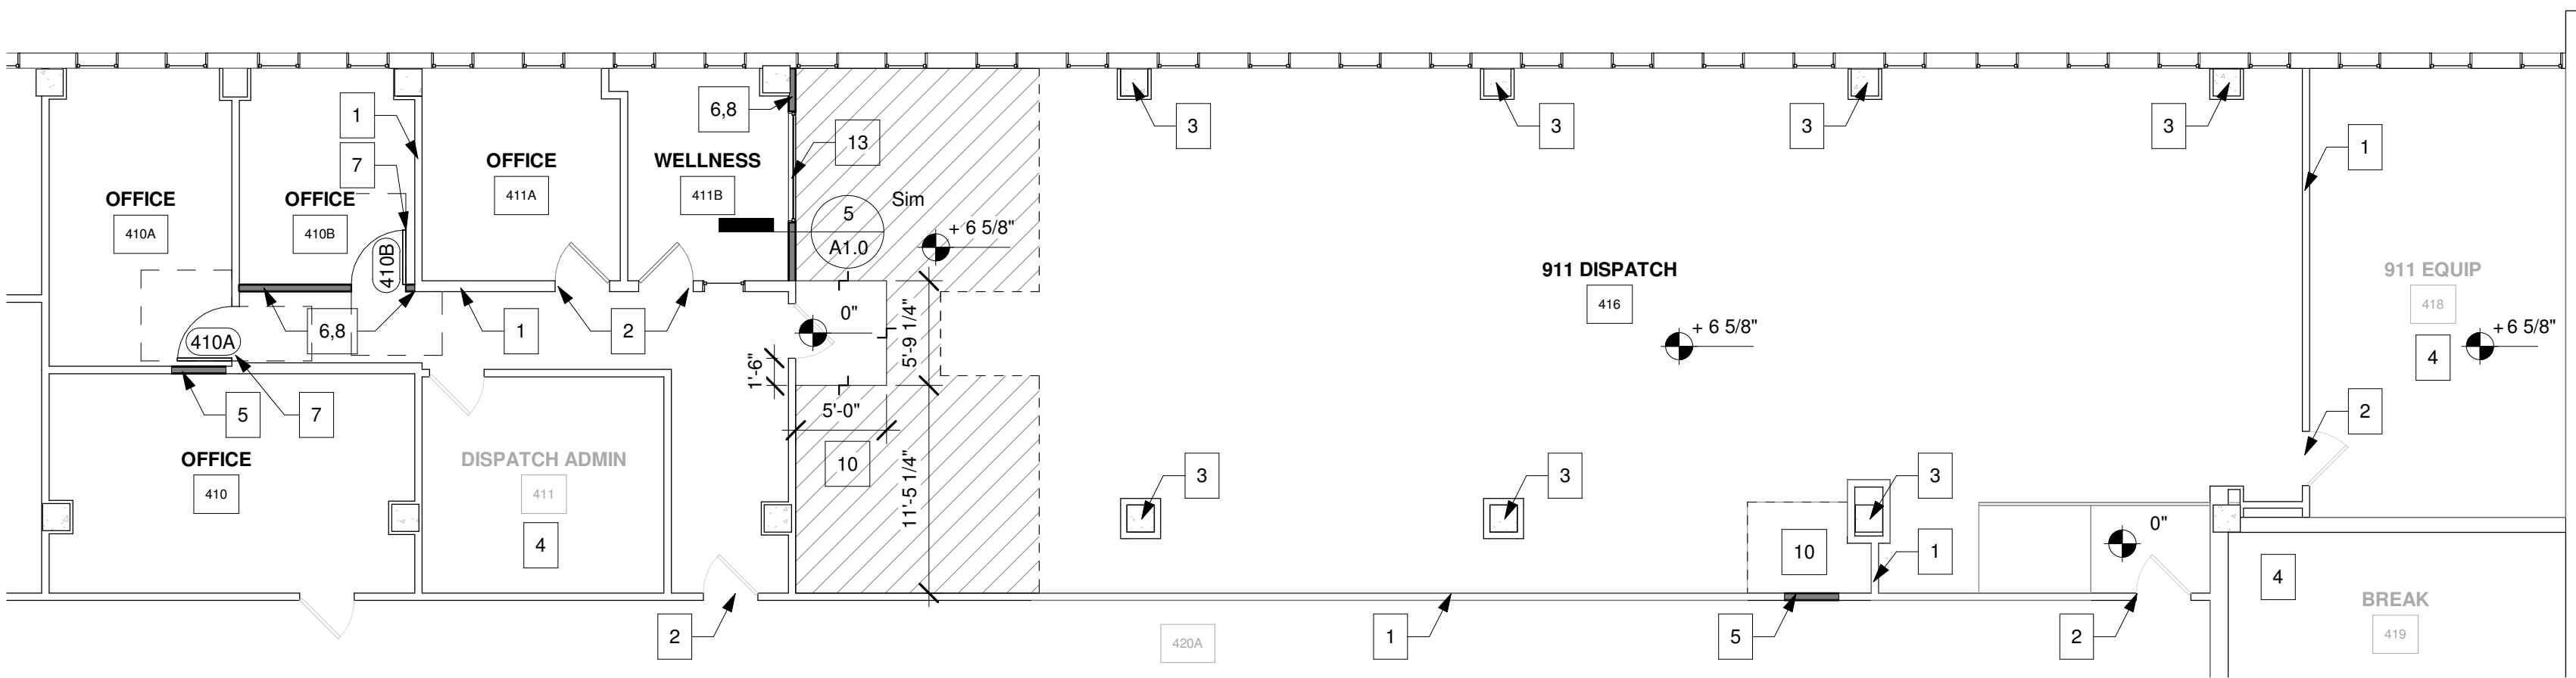 6,8
3
3
3
3
1
13
1
7
OFFICE
411A
WELLNESS
411B
OFFICE
410A
OFFICE
410B
Sim
5
A1.0
+ 6 5/8"
410B
911 DISPATCH
416
911 EQUIP
418
0"
+ 6 5/8"
+ 6 5/8"
410A
6,8
1
2
4
5'-9 1/4"
1'-6"
5
7
5'-0"
2
OFFICE
410
DISPATCH ADMIN
411
10
11'-5 1/4"
3
3
3
4
0"
10
1
4
BREAK
419
2
420A
1
5
2